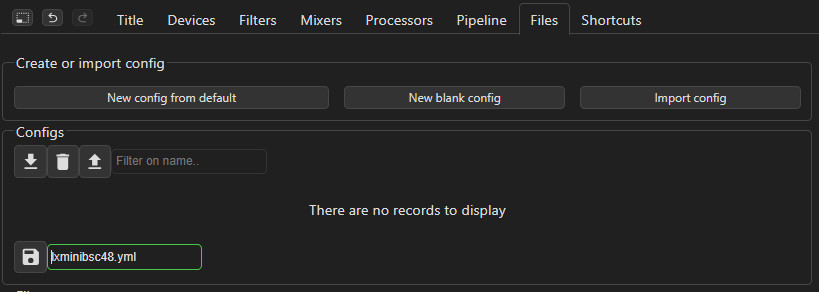 Title Devices Filters Mixers Processors Pipeline Files Shortcuts
Create or import config
New config from default New blank config Import config
Configs
Filter on name..
There are no records to display
lxminibsc48.yml